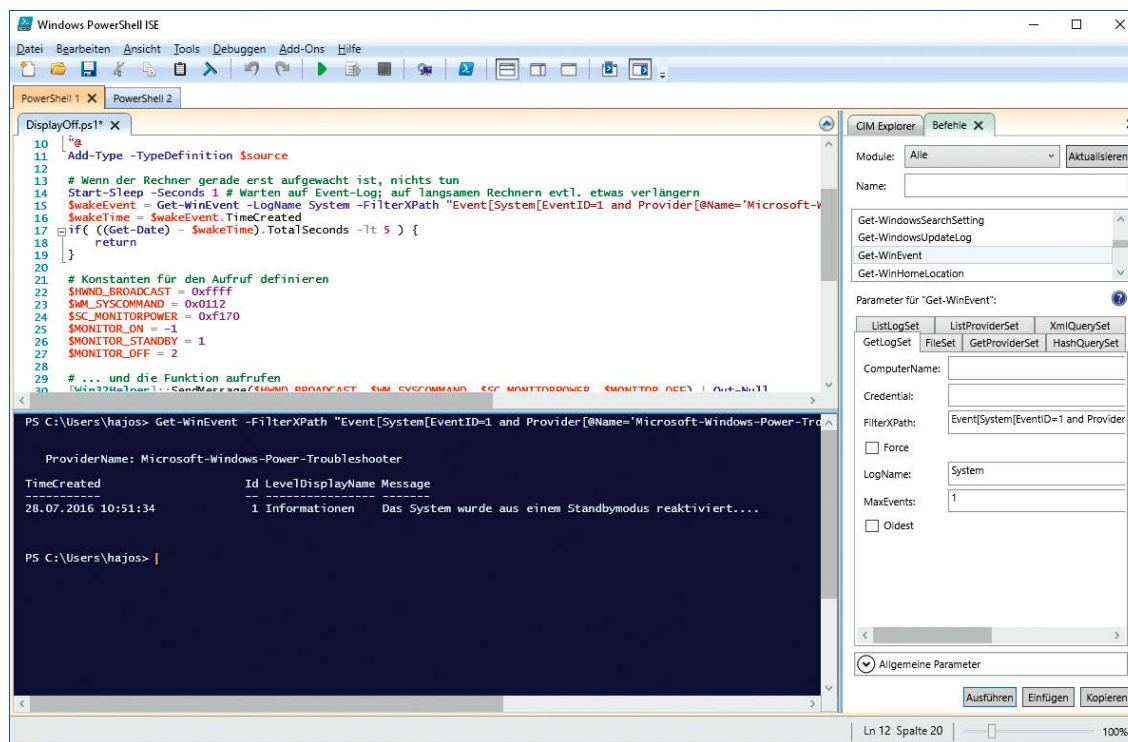 Windows PowerShell ISE
Datei Bearbeiten Ansicht Tools Debuggen Add-Ons Hilfe
PowerShell 1 PowerShell 2
DisplayOff.ps1*
10 "@
11 Add-Type -TypeDefinition $source
12
13 # Wenn der Rechner gerade erst aufgewacht ist, nichts tun
14 Start-Sleep -Seconds 1 # Warten auf Event-Log; auf langsamen Rechnern evtl. etwas verlängern
15 $wakeEvent = Get-WinEvent -LogName System -FilterXPath "Event[System[EventID=1 and Provider[@Name='Microsoft-W
16 $wakeTime = $wakeEvent.TimeCreated
17 if( ((Get-Date) - $wakeTime).TotalSeconds -lt 5 ) {
18 return
19 }
20
21 # Konstanten für den Aufruf definieren
22 $HWND_BROADCAST = 0xffff
23 $WM_SYSCOMMAND = 0x0112
24 $SC_MONITORPOWER = 0xf170
25 $MONITOR_ON = -1
26 $MONITOR_STANDBY = 1
27 $MONITOR_OFF = 2
28
29 # ... und die Funktion aufrufen
30 [Win32Helper]::SendMessage($HWND_BROADCAST, $WM_SYSCOMMAND, $SC_MONITORPOWER, $MONITOR_OFF) | Out-Null
PS C:\Users\hajos> Get-WinEvent -FilterXPath "Event[System[EventID=1 and Provider[@Name='Microsoft-Windows-Power-Tro
ProviderName: Microsoft-Windows-Power-Troubleshooter
TimeCreated Id LevelDisplayName Message
----------- -- ---------------- -------
28.07.2016 10:51:34 1 Informationen Das System wurde aus einem Standbymodus reaktiviert....
PS C:\Users\hajos>
CIM Explorer Befehle
Module: Alle Aktualisieren
Name:
Get-WindowsSearchSetting
Get-WindowsUpdateLog
Get-WinEvent
Get-WinHomeLocation
Parameter für "Get-WinEvent":
ListLogSet ListProviderSet XmlQuerySet
GetLogSet FileSet GetProviderSet HashQuerySet
ComputerName:
Credential:
FilterXPath: Event[System[EventID=1 and Provider
Force
LogName: System
MaxEvents: 1
Oldest
Allgemeine Parameter
Ausführen Einfügen Kopieren
Ln 12 Spalte 20 100%